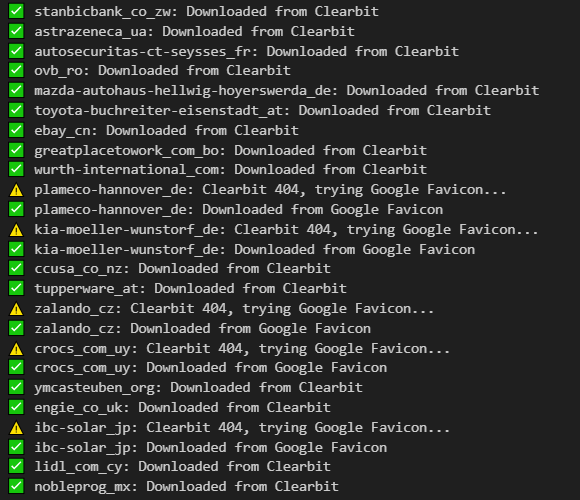 ✅ stanbicbank_co_zw: Downloaded from Clearbit
✅ astrazeneca_ua: Downloaded from Clearbit
✅ autosecuritas-ct-seysses_fr: Downloaded from Clearbit
✅ ovb_ro: Downloaded from Clearbit
✅ mazda-autohaus-hellwig-hoyerswerda_de: Downloaded from Clearbit
✅ toyota-buchreiter-eisenstadt_at: Downloaded from Clearbit
✅ ebay_cn: Downloaded from Clearbit
✅ greatplacetowork_com_bo: Downloaded from Clearbit
✅ wurth-international_com: Downloaded from Clearbit
⚠️ plameco-hannover_de: Clearbit 404, trying Google Favicon...
✅ plameco-hannover_de: Downloaded from Google Favicon
⚠️ kia-moeller-wunstorf_de: Clearbit 404, trying Google Favicon...
✅ kia-moeller-wunstorf_de: Downloaded from Google Favicon
✅ ccusa_co_nz: Downloaded from Clearbit
✅ tupperware_at: Downloaded from Clearbit
⚠️ zalando_cz: Clearbit 404, trying Google Favicon...
✅ zalando_cz: Downloaded from Google Favicon
⚠️ crocs_com_uy: Clearbit 404, trying Google Favicon...
✅ crocs_com_uy: Downloaded from Google Favicon
✅ ymcasteuben_org: Downloaded from Clearbit
✅ engie_co_uk: Downloaded from Clearbit
⚠️ ibc-solar_jp: Clearbit 404, trying Google Favicon...
✅ ibc-solar_jp: Downloaded from Google Favicon
✅ lidl_com_cy: Downloaded from Clearbit
✅ nobleprog_mx: Downloaded from Clearbit